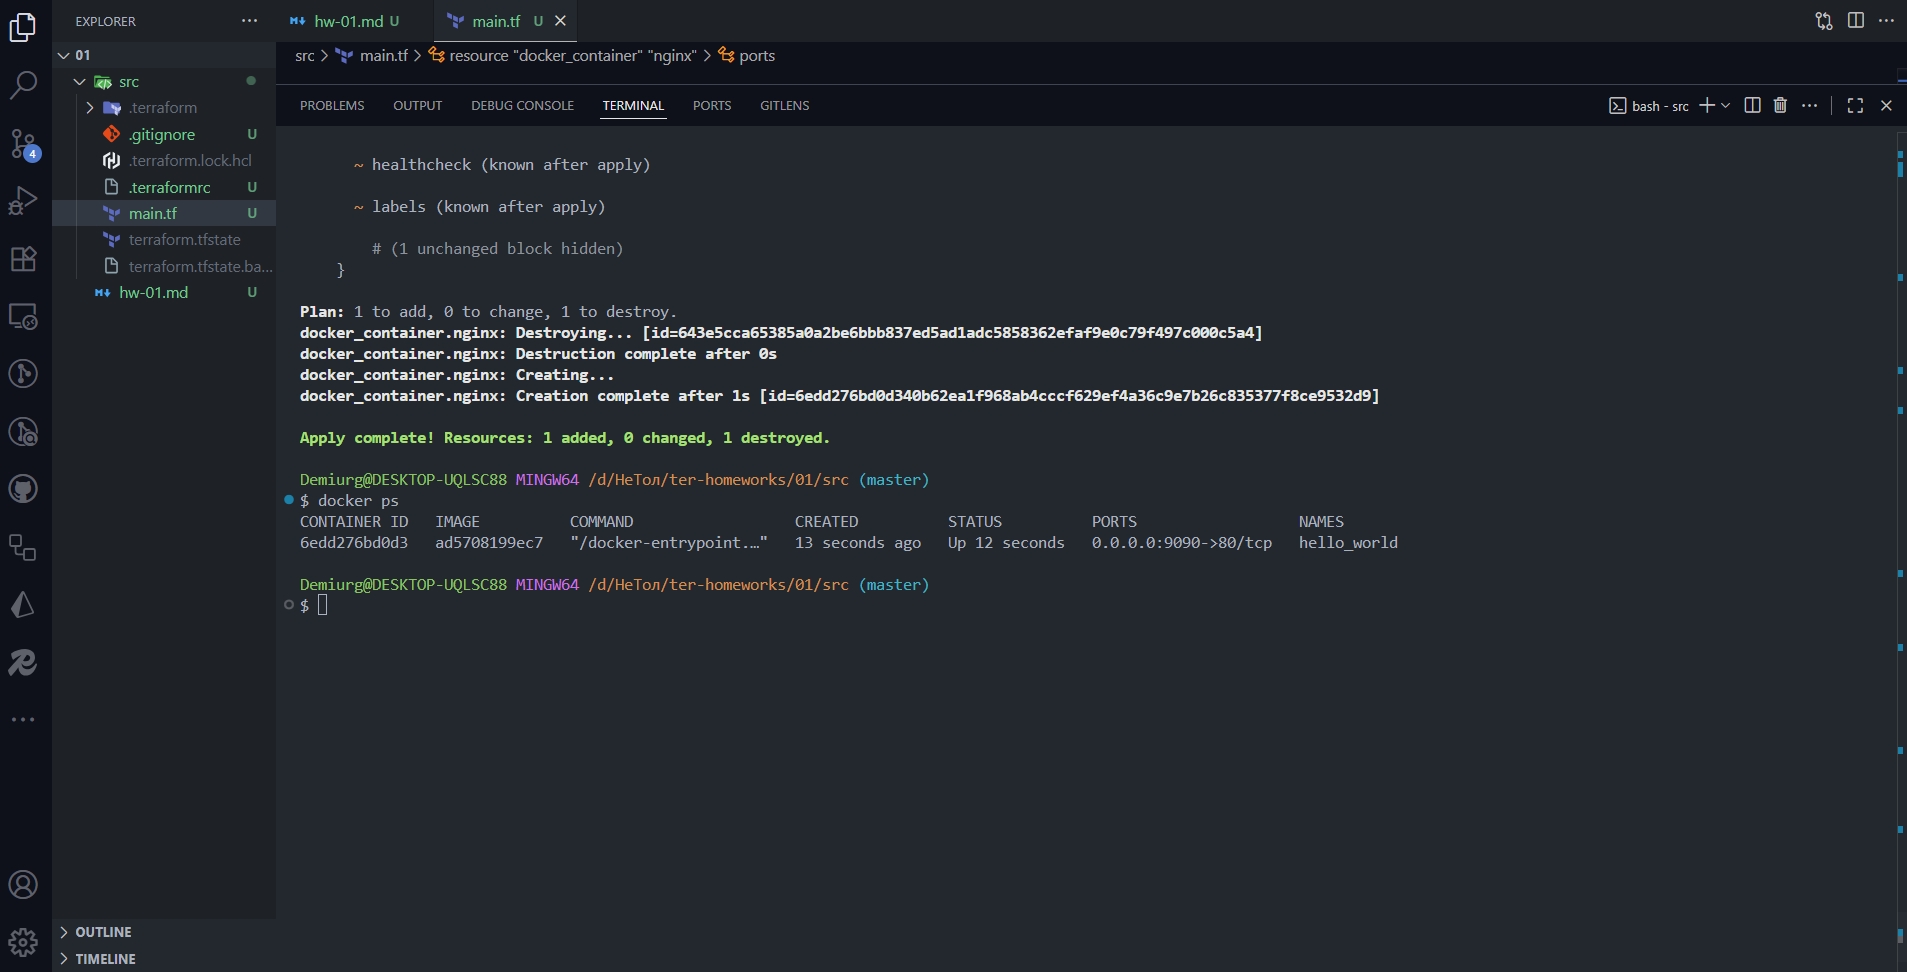 EXPLORER
hw-01.md U
main.tf U
01
src
.terraform
.gitignore U
.terraform.lock.hcl
.terraformrc U
main.tf U
terraform.tfstate
terraform.tfstate.ba...
hw-01.md U
4
OUTLINE
TIMELINE
src > main.tf > resource "docker_container" "nginx" > ports
PROBLEMS OUTPUT DEBUG CONSOLE TERMINAL PORTS GITLENS
bash - src
~ healthcheck (known after apply)
~ labels (known after apply)
# (1 unchanged block hidden)
}
Plan: 1 to add, 0 to change, 1 to destroy.
docker_container.nginx: Destroying... [id=643e5cca65385a0a2be6bbb837ed5ad1adc5858362efaf9e0c79f497c000c5a4]
docker_container.nginx: Destruction complete after 0s
docker_container.nginx: Creating...
docker_container.nginx: Creation complete after 1s [id=6edd276bd0d340b62ea1f968ab4cccf629ef4a36c9e7b26c835377f8ce9532d9]
Apply complete! Resources: 1 added, 0 changed, 1 destroyed.
Demiurg@DESKTOP-UQLSC88 MINGW64 /d/НеТол/ter-homeworks/01/src (master)
$ docker ps
CONTAINER ID IMAGE COMMAND CREATED STATUS PORTS NAMES
6edd276bd0d3 ad5708199ec7 "/docker-entrypoint.…" 13 seconds ago Up 12 seconds 0.0.0.0:9090->80/tcp hello_world
Demiurg@DESKTOP-UQLSC88 MINGW64 /d/НеТол/ter-homeworks/01/src (master)
$